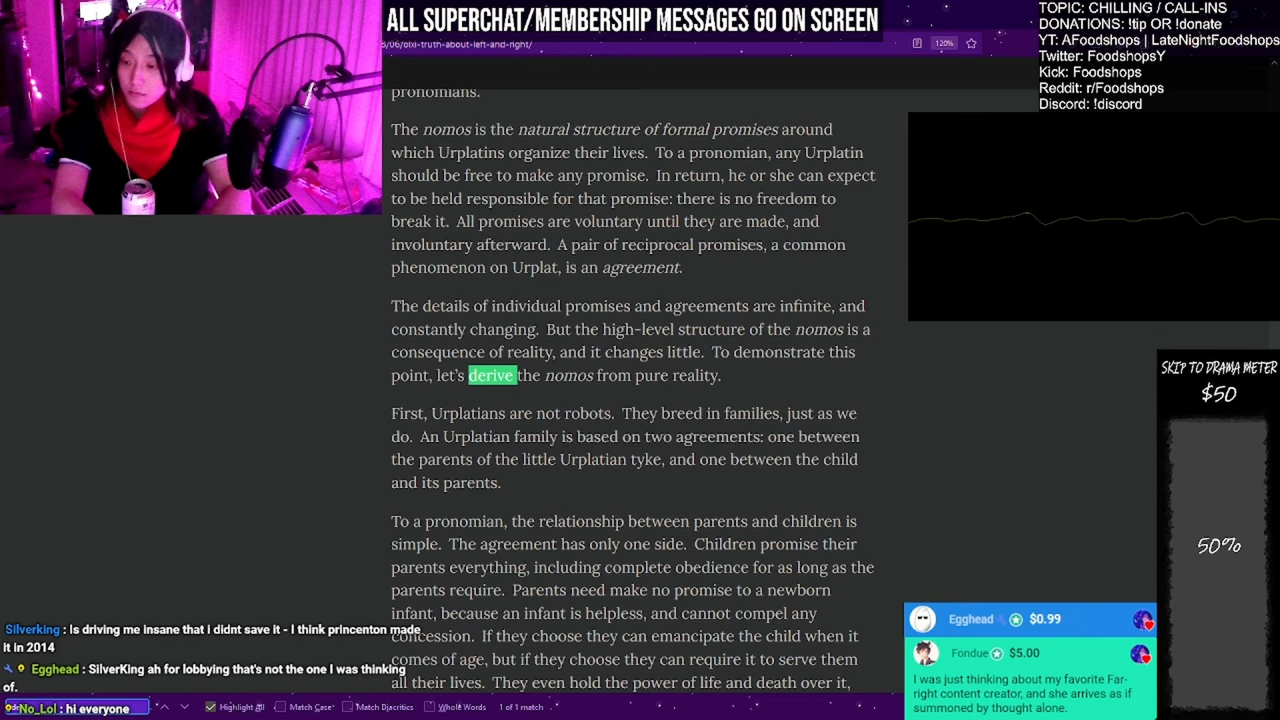 ALL SUPERCHAT/MEMBERSHIP MESSAGES GO ON SCREEN
/06/olxi-truth-about-left-and-right/
120%
pronomians.
The nomos is the natural structure of formal promises around
which Urplatins organize their lives. To a pronomian, any Urplatin
should be free to make any promise. In return, he or she can expect
to be held responsible for that promise: there is no freedom to
break it. All promises are voluntary until they are made, and
involuntary afterward. A pair of reciprocal promises, a common
phenomenon on Urplat, is an agreement.
The details of individual promises and agreements are infinite, and
constantly changing. But the high-level structure of the nomos is a
consequence of reality, and it changes little. To demonstrate this
point, let's derive the nomos from pure reality.
First, Urplatians are not robots. They breed in families, just as we
do. An Urplatian family is based on two agreements: one between
the parents of the little Urplatian tyke, and one between the child
and its parents.
To a pronomian, the relationship between parents and children is
simple. The agreement has only one side. Children promise their
parents everything, including complete obedience for as long as the
parents require. Parents need make no promise to a newborn
infant, because an infant is helpless, and cannot compel any
concession. If they choose they can emancipate the child when it
comes of age, but if they choose they can require it to serve them
all their lives. They even hold the power of life and death over it,
Silverking : Is driving me insane that i didnt save it - I think princenton made
it in 2014
Egghead : SilverKing ah for lobbying that's not the one I was thinking
of.
No_Lol : hi everyone
Highlight All Match Case Match Diacritics Whole Words 1 of 1 match
TOPIC: CHILLING / CALL-INS
DONATIONS: !tip OR !donate
YT: AFoodshops | LateNightFoodshops
Twitter: FoodshopsY
Kick: Foodshops
Reddit: r/Foodshops
Discord: !discord
SKIP TO DRAMA METER
$50
50%
Egghead $0.99
Fondue $5.00
I was just thinking about my favorite Far-
right content creator, and she arrives as if
summoned by thought alone.